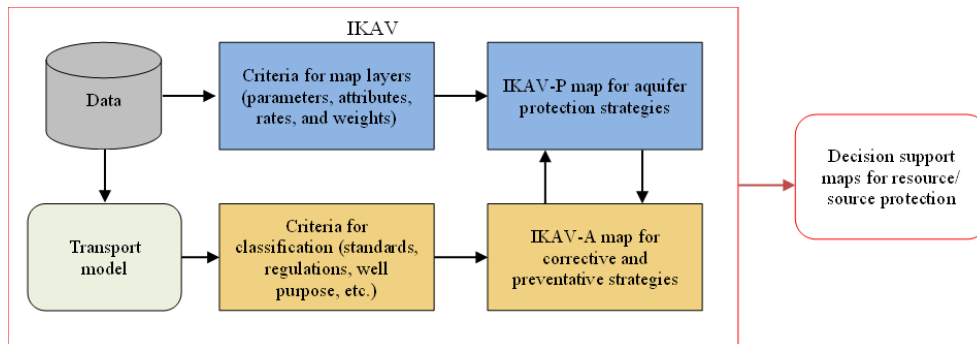 IKAV
Data
Criteria for map layers
(parameters, attributes,
rates, and weights)
IKAV-P map for aquifer
protection strategies
Transport
model
Criteria for
classification (standards,
regulations, well
purpose, etc.)
IKAV-A map for
corrective and
preventative strategies
Decision support
maps for resource/
source protection